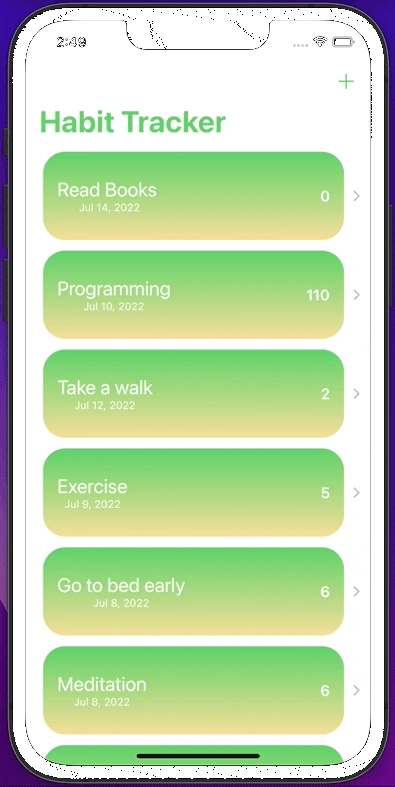 2:49
Habit Tracker
Read Books
Jul 14, 2022
0
Programming
Jul 10, 2022
110
Take a walk
Jul 12, 2022
2
Exercise
Jul 9, 2022
5
Go to bed early
Jul 8, 2022
6
Meditation
Jul 8, 2022
6